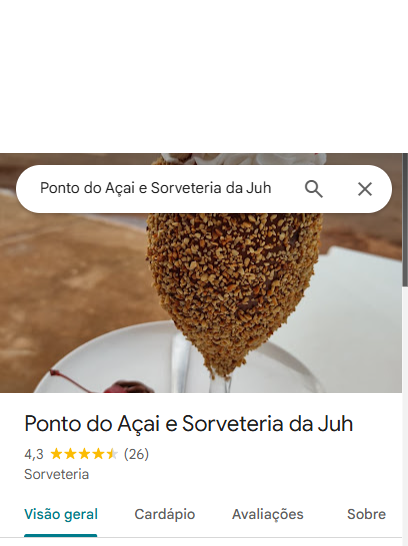 Ponto do Açai e Sorveteria da Juh
Ponto do Açai e Sorveteria da Juh
4,3 (26)
Sorveteria
Visão geral Cardápio Avaliações Sobre